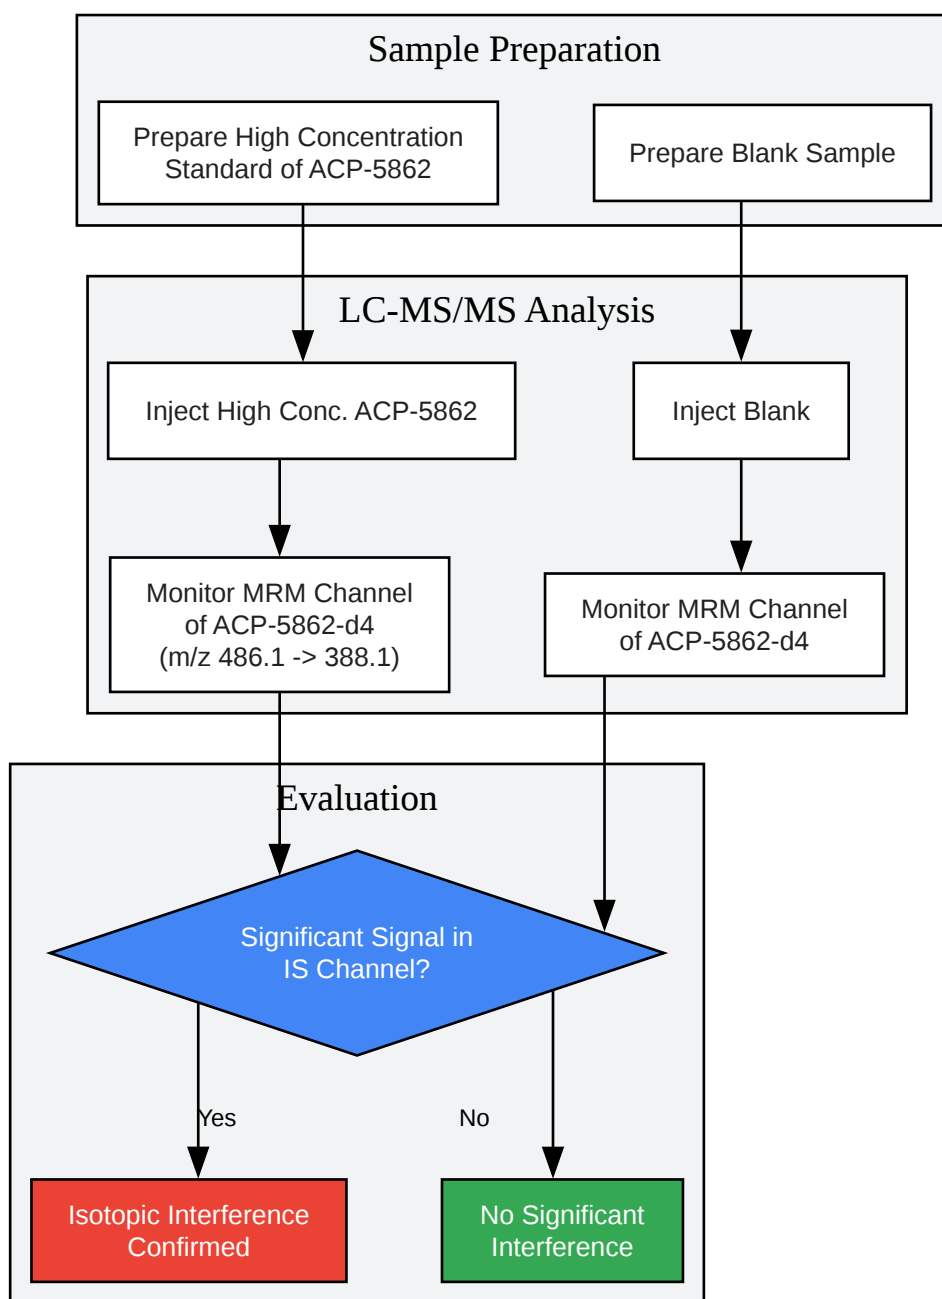 Sample Preparation
Prepare High Concentration
Standard of ACP-5862
Prepare Blank Sample
LC-MS/MS Analysis
Inject High Conc. ACP-5862
Inject Blank
Monitor MRM Channel
of ACP-5862-d4
(m/z 486.1 -> 388.1)
Monitor MRM Channel
of ACP-5862-d4
Evaluation
Significant Signal in
IS Channel?
Yes
No
Isotopic Interference
Confirmed
No Significant
Interference